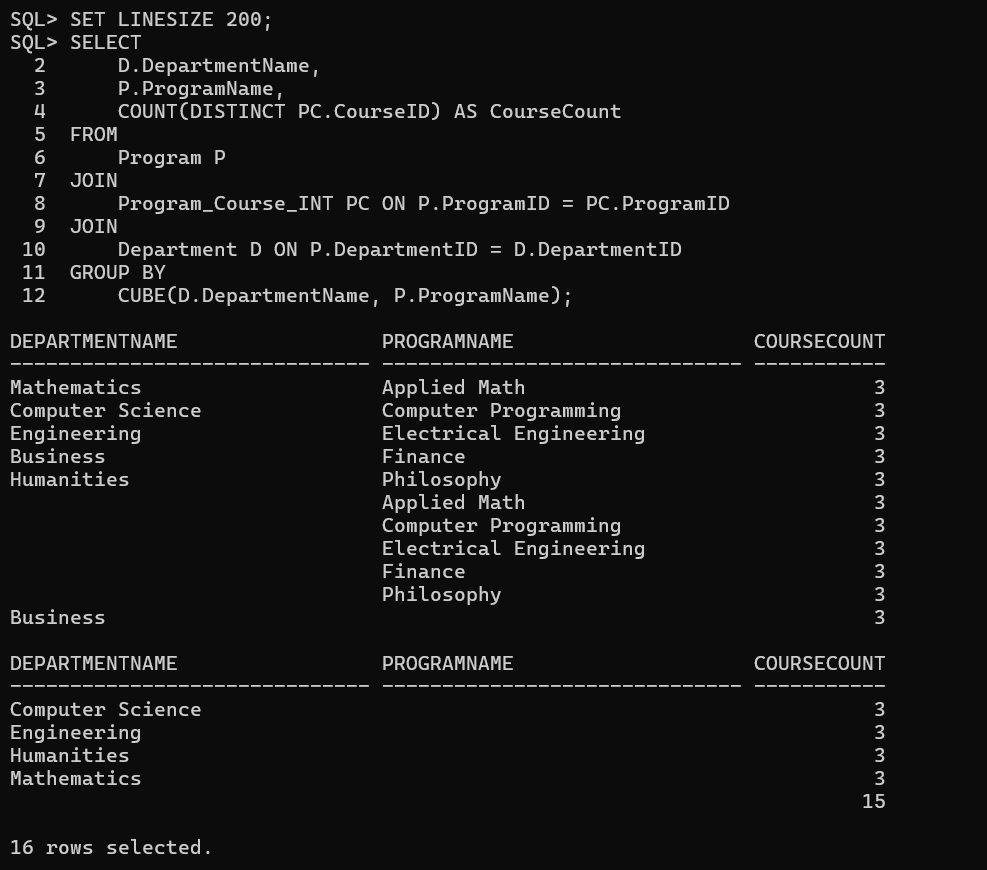 SQL> SET LINESIZE 200;
SQL> SELECT
  2      D.DepartmentName,
  3      P.ProgramName,
  4      COUNT(DISTINCT PC.CourseID) AS CourseCount
  5  FROM
  6      Program P
  7  JOIN
  8      Program_Course_INT PC ON P.ProgramID = PC.ProgramID
  9  JOIN
 10      Department D ON P.DepartmentID = D.DepartmentID
 11  GROUP BY
 12      CUBE(D.DepartmentName, P.ProgramName);

DEPARTMENTNAME                 PROGRAMNAME                    COURSECOUNT
------------------------------ ------------------------------ -----------
Mathematics                    Applied Math                             3
Computer Science               Computer Programming                     3
Engineering                    Electrical Engineering                   3
Business                       Finance                                  3
Humanities                     Philosophy                               3
                               Applied Math                             3
                               Computer Programming                     3
                               Electrical Engineering                   3
                               Finance                                  3
                               Philosophy                               3
Business                                                                3

DEPARTMENTNAME                 PROGRAMNAME                    COURSECOUNT
------------------------------ ------------------------------ -----------
Computer Science                                                        3
Engineering                                                             3
Humanities                                                              3
Mathematics                                                             3
                                                                       15

16 rows selected.